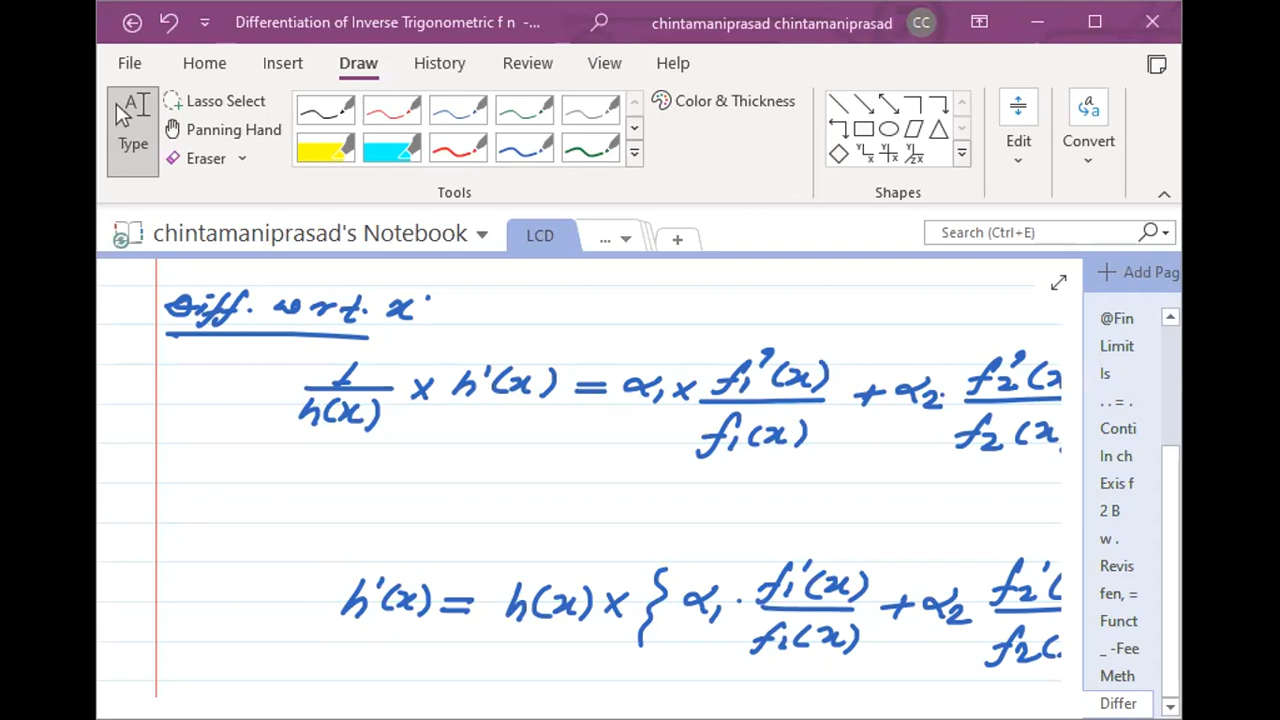 Differentiation of Inverse Trigonometric f n -...
chintamaniprasad chintamaniprasad CC
File Home Insert Draw History Review View Help
Type
Lasso Select
Panning Hand
Eraser
Color & Thickness
Edit
Convert
Tools
Shapes
chintamaniprasad's Notebook
LCD
...
Search (Ctrl+E)
Add Pag
@Fin
Limit
Is
. . = .
Conti
In ch
Exis f
2 B
w .
Revis
fen, =
Funct
_ -Fee
Meth
Differ
Diff. w r t. x
1/h(x) × h'(x) = α₁ × f₁'(x)/f₁(x) + α₂. f₂'(x/f₂(x
h'(x) = h(x) × { α₁ · f₁'(x)/f₁(x) + α₂ f₂'(/f₂(